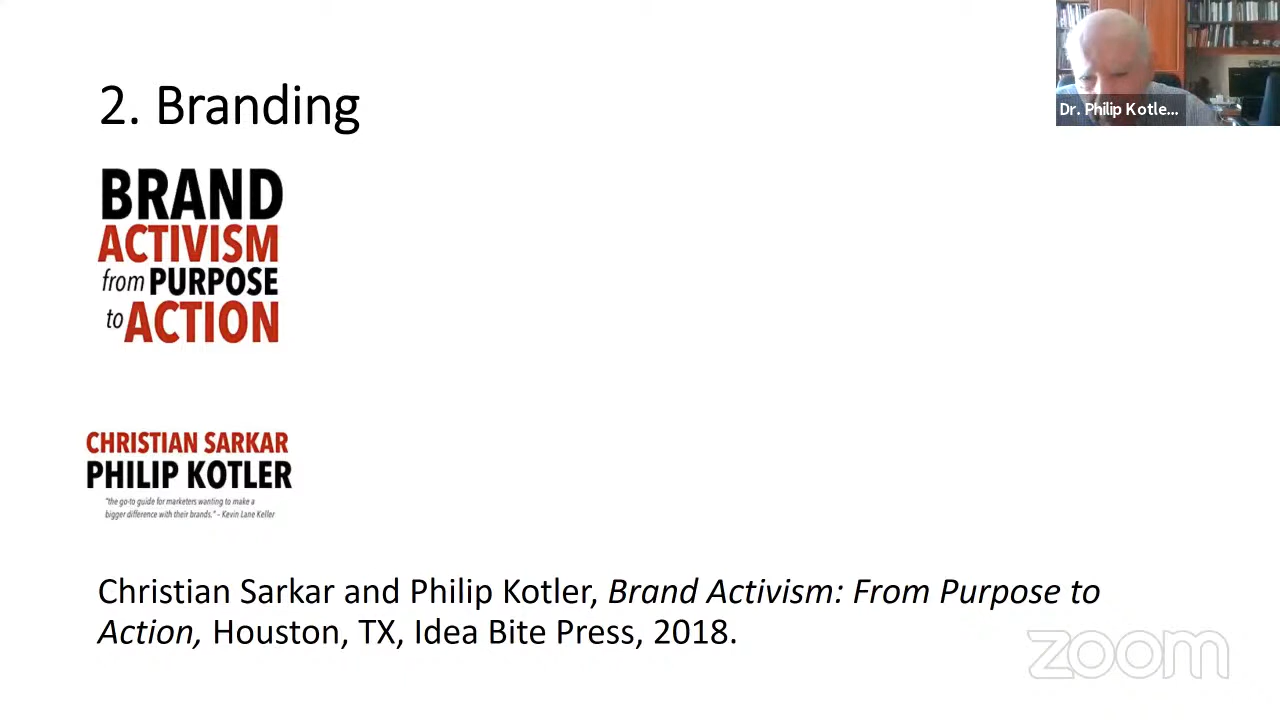 2. Branding
Dr. Philip Kotle...
BRAND
ACTIVISM
from PURPOSE
to ACTION
CHRISTIAN SARKAR
PHILIP KOTLER
"the go-to guide for marketers wanting to make a
bigger difference with their brands." – Kevin Lane Keller
Christian Sarkar and Philip Kotler, Brand Activism: From Purpose to
Action, Houston, TX, Idea Bite Press, 2018.
zoom